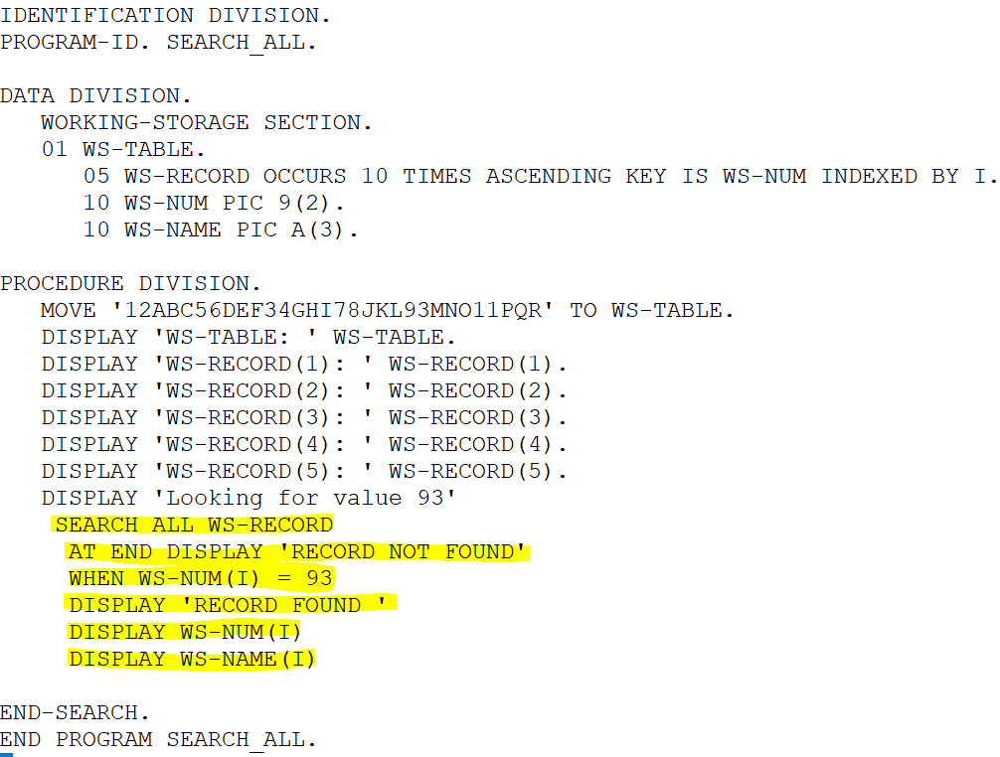 IDENTIFICATION DIVISION.
PROGRAM-ID. SEARCH_ALL.
DATA DIVISION.
WORKING-STORAGE SECTION.
01 WS-TABLE.
05 WS-RECORD OCCURS 10 TIMES ASCENDING KEY IS WS-NUM INDEXED BY I.
10 WS-NUM PIC 9(2).
10 WS-NAME PIC A(3).
PROCEDURE DIVISION.
MOVE '12ABC56DEF34GHI78JKL93MNO11PQR' TO WS-TABLE.
DISPLAY 'WS-TABLE: ' WS-TABLE.
DISPLAY 'WS-RECORD(1): ' WS-RECORD(1).
DISPLAY 'WS-RECORD(2): ' WS-RECORD(2).
DISPLAY 'WS-RECORD(3): ' WS-RECORD(3).
DISPLAY 'WS-RECORD(4): ' WS-RECORD(4).
DISPLAY 'WS-RECORD(5): ' WS-RECORD(5).
DISPLAY 'Looking for value 93'
SEARCH ALL WS-RECORD
AT END DISPLAY 'RECORD NOT FOUND'
WHEN WS-NUM(I) = 93
DISPLAY 'RECORD FOUND '
DISPLAY WS-NUM(I)
DISPLAY WS-NAME(I)
END-SEARCH.
END PROGRAM SEARCH_ALL.